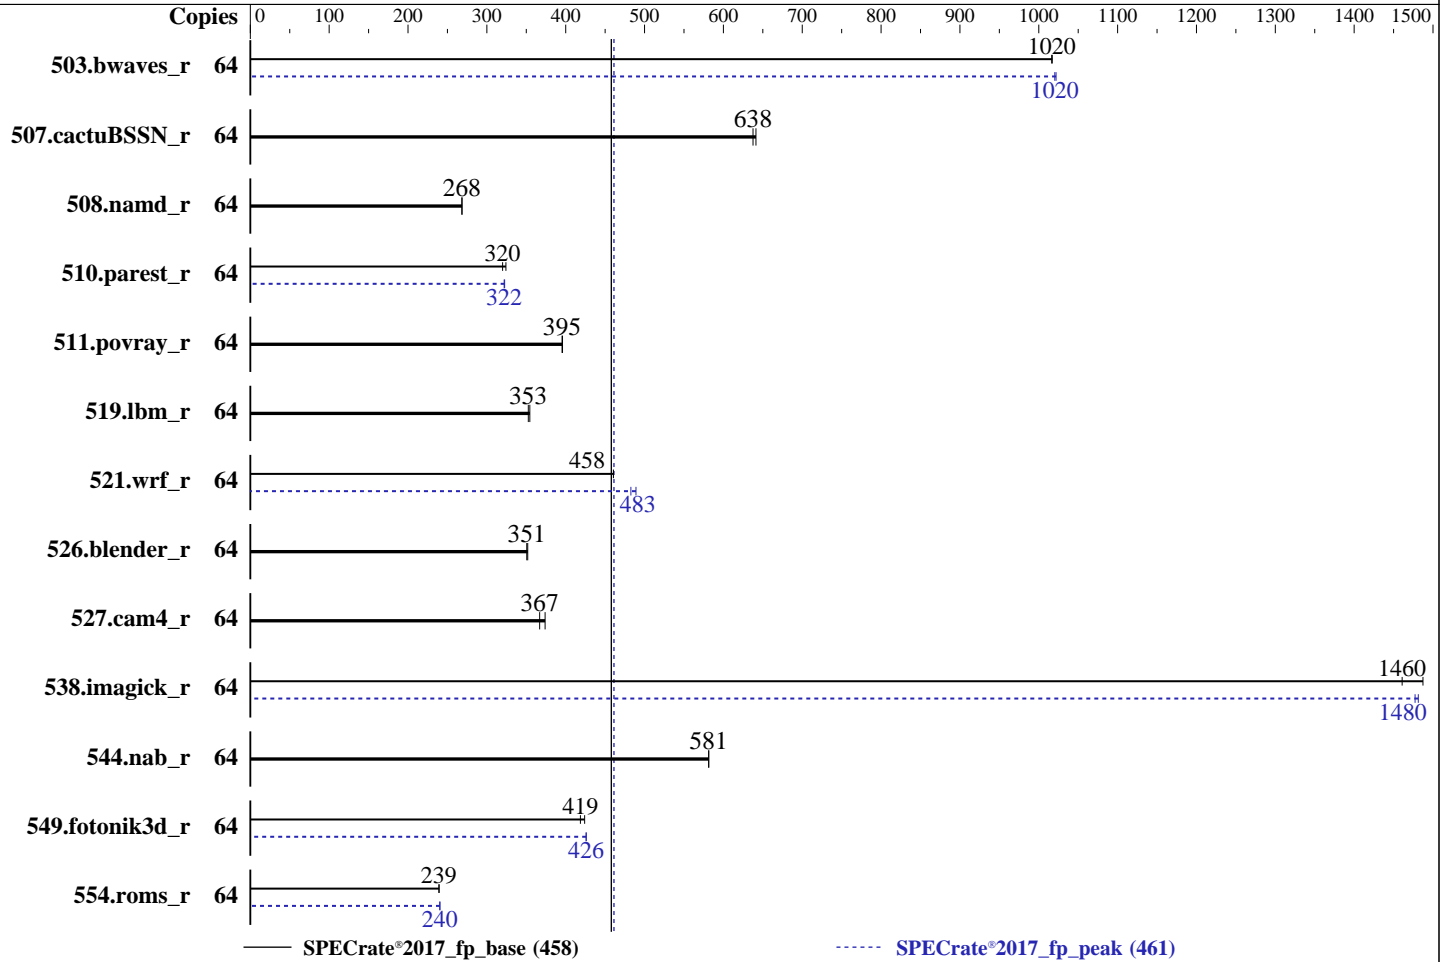 Copies 0 100 200 300 400 500 600 700 800 900 1000 1100 1200 1300 1400 1500
503.bwaves_r 64 1020
1020
507.cactuBSSN_r 64 638
508.namd_r 64 268
510.parest_r 64 320
322
511.povray_r 64 395
519.lbm_r 64 353
521.wrf_r 64 458
483
526.blender_r 64 351
527.cam4_r 64 367
538.imagick_r 64 1460
1480
544.nab_r 64 581
549.fotonik3d_r 64 419
426
554.roms_r 64 239
240
SPECrate®2017_fp_base (458) SPECrate®2017_fp_peak (461)